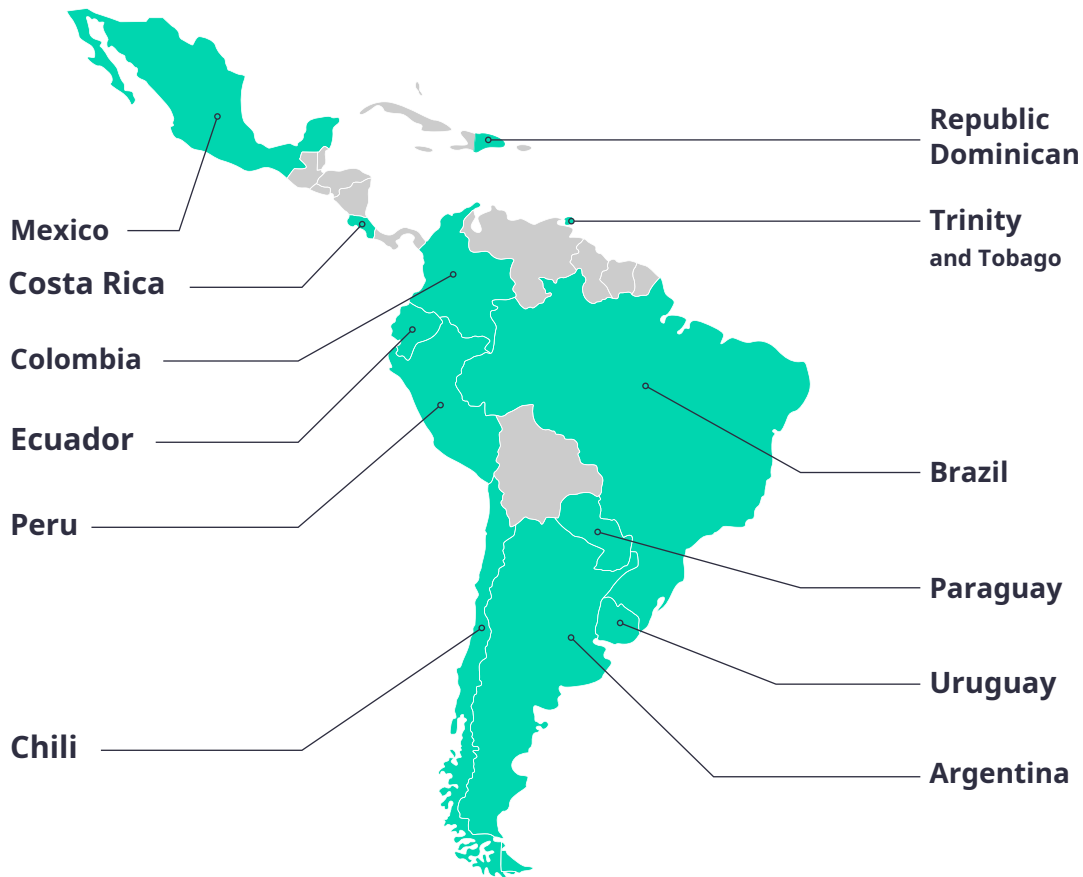 Mexico
Costa Rica
Colombia
Ecuador
Peru
Chili
Republic
Dominican
Trinity
and Tobago
Brazil
Paraguay
Uruguay
Argentina